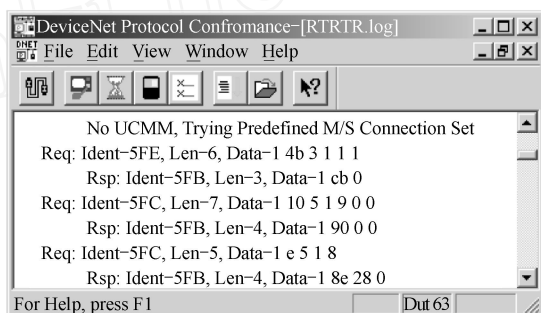 DeviceNet Protocol Confromance-[RTRTR.log]
DNET File Edit View Window Help
No UCMM, Trying Predefined M/S Connection Set
Req: Ident-5FE, Len-6, Data-1 4b 3 1 1 1
Rsp: Ident-5FB, Len-3, Data-1 cb 0
Req: Ident-5FC, Len-7, Data-1 10 5 1 9 0 0
Rsp: Ident-5FB, Len-4, Data-1 90 0 0
Req: Ident-5FC, Len-5, Data-1 e 5 1 8
Rsp: Ident-5FB, Len-4, Data-1 8e 28 0
For Help, press F1 Dut 63